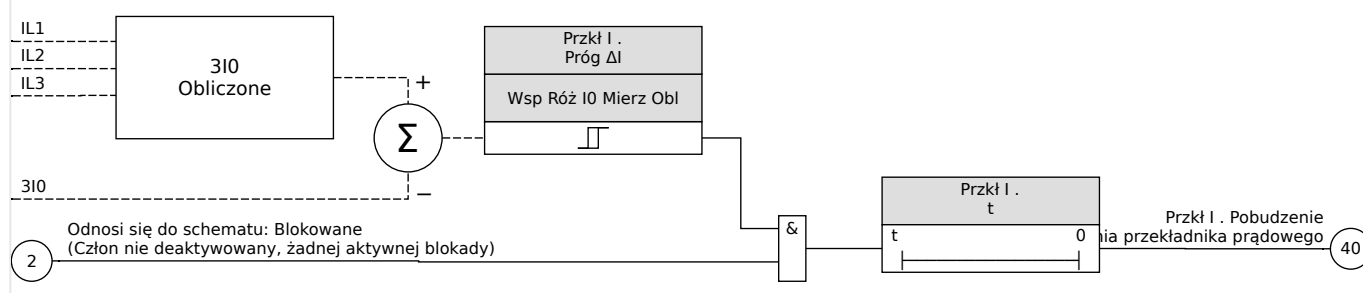 IL1
IL2
IL3
3I0
Obliczone
+
Σ
−
3I0
Przkł I .
Próg ΔI
Wsp Róż I0 Mierz Obl
2
Odnosi się do schematu: Blokowane
(Człon nie deaktywowany, żadnej aktywnej blokady)
&
Przkł I .
t
t 0
Przkł I . Pobudzenie
nia przekładnika prądowego
40